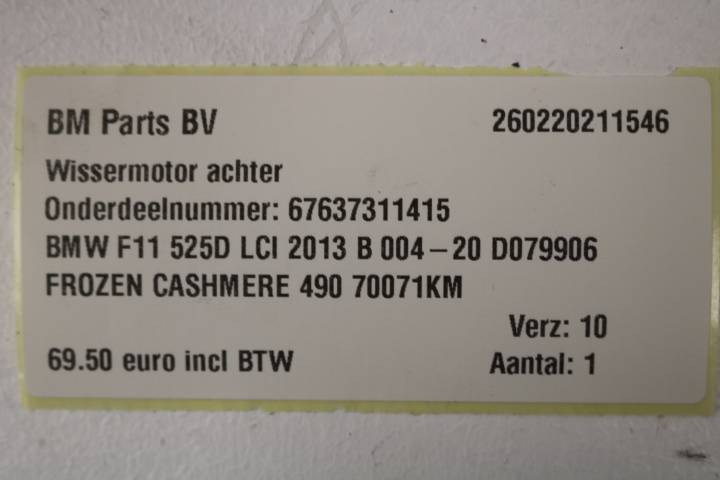 BM Parts BV 260220211546
Wissermotor achter
Onderdeelnummer: 67637311415
BMW F11 525D LCI 2013 B 004-20 D079906
FROZEN CASHMERE 490 70071KM
Verz: 10
69.50 euro incl BTW Aantal: 1